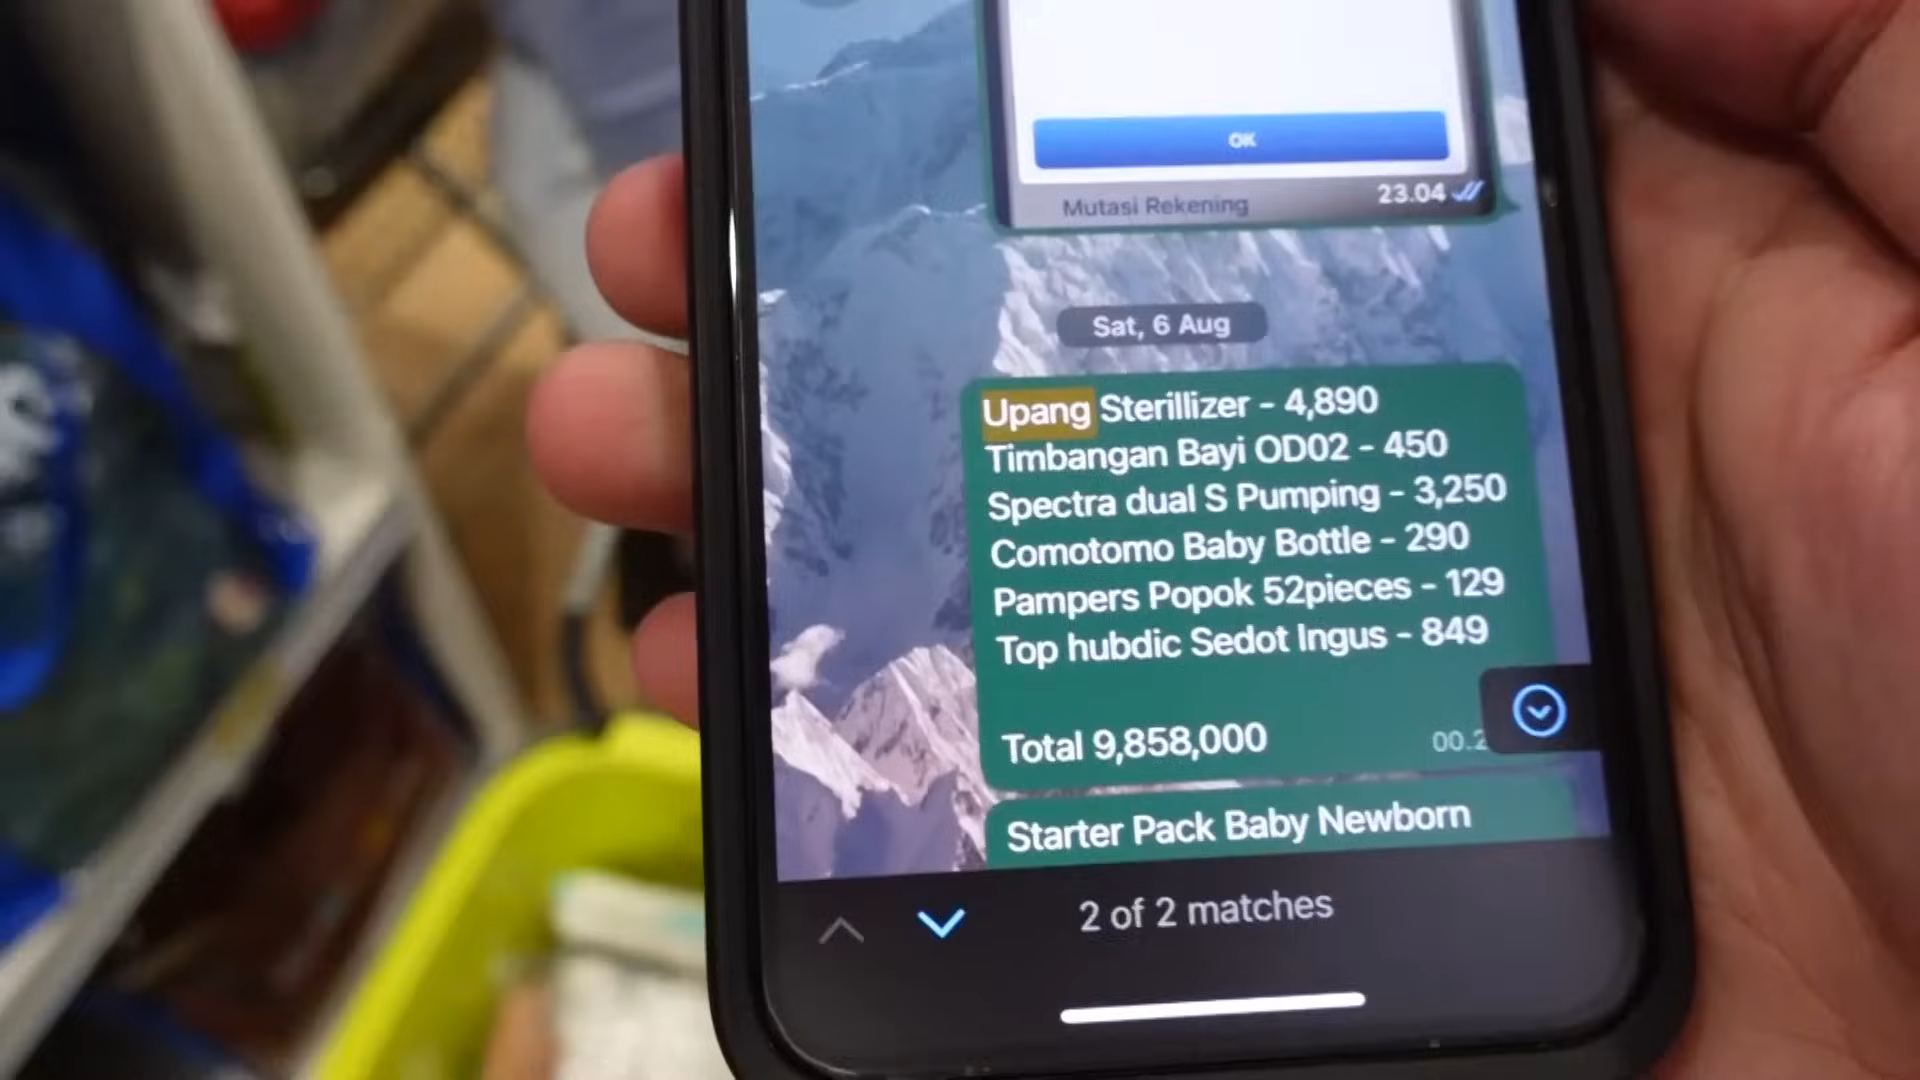 OK
Mutasi Rekening
23.04
Sat, 6 Aug
Upang Sterillizer - 4,890
Timbangan Bayi OD02 - 450
Spectra dual S Pumping - 3,250
Comotomo Baby Bottle - 290
Pampers Popok 52pieces - 129
Top hubdic Sedot Ingus - 849
Total 9,858,000
00.2
Starter Pack Baby Newborn
2 of 2 matches